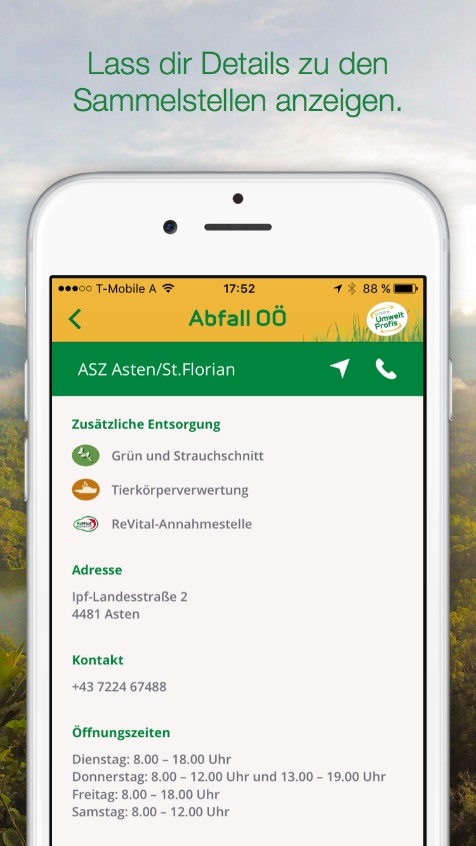 Lass dir Details zu den
Sammelstellen anzeigen.
T-Mobile A 17:52 88 %
Abfall OÖ
Umwelt
Profis
ASZ Asten/St.Florian
Zusätzliche Entsorgung
Grün und Strauchschnitt
Tierkörperverwertung
ReVital-Annahmestelle
Adresse
Ipf-Landesstraße 2
4481 Asten
Kontakt
+43 7224 67488
Öffnungszeiten
Dienstag: 8.00 – 18.00 Uhr
Donnerstag: 8.00 – 12.00 Uhr und 13.00 – 19.00 Uhr
Freitag: 8.00 – 18.00 Uhr
Samstag: 8.00 – 12.00 Uhr